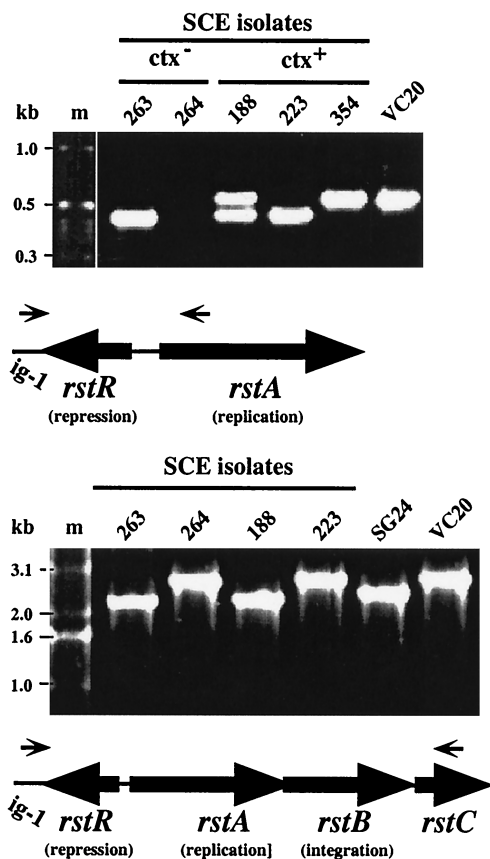 SCE isolates
ctx- ctx+
kb m 263 264 188 223 354 VC20
1.0
0.5
0.3
ig-1 rstR rstA
(repression) (replication)
SCE isolates
kb m 263 264 188 223 SG24 VC20
3.1
2.0
1.6
1.0
ig-1 rstR rstA rstB rstC
(repression) (replication] (integration)